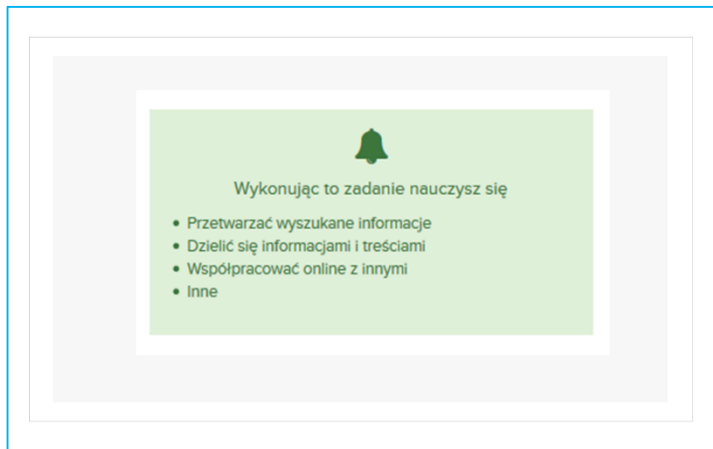 Wykonując to zadanie nauczysz się
• Przetwarzać wyszukane informacje
• Dzielić się informacjami i treściami
• Współpracować online z innymi
• Inne